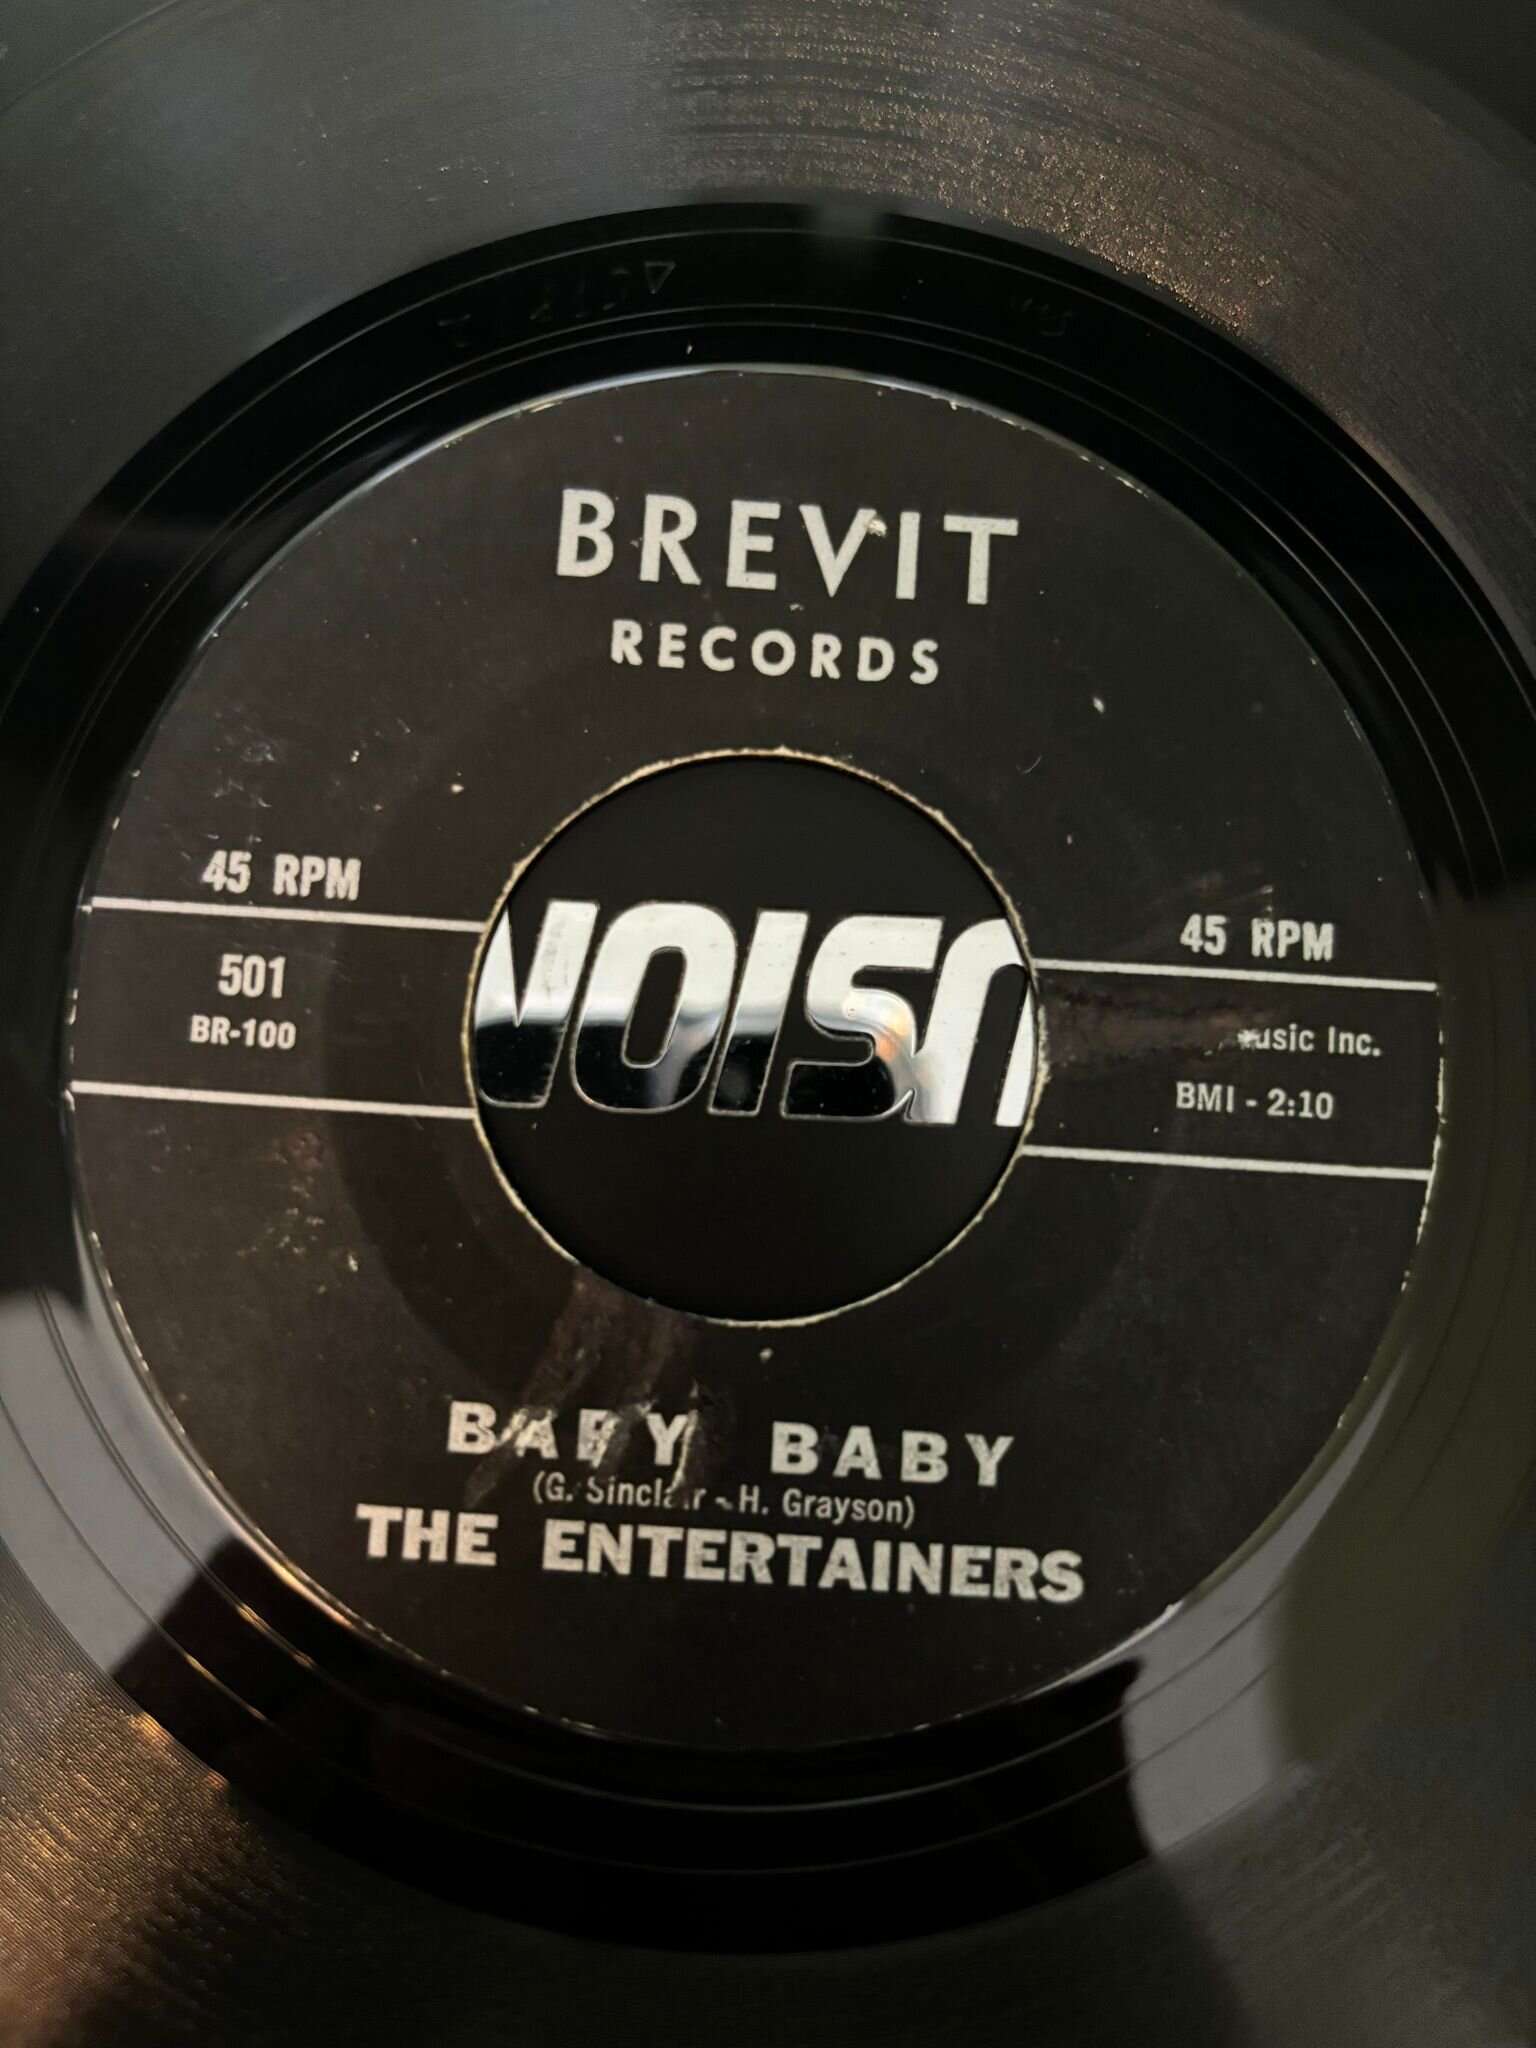 BREVIT
RECORDS
45 RPM
501
BR-100
45 RPM
Music Inc.
BMI - 2:10
BABY BABY
(G. Sinclair - H. Grayson)
THE ENTERTAINERS